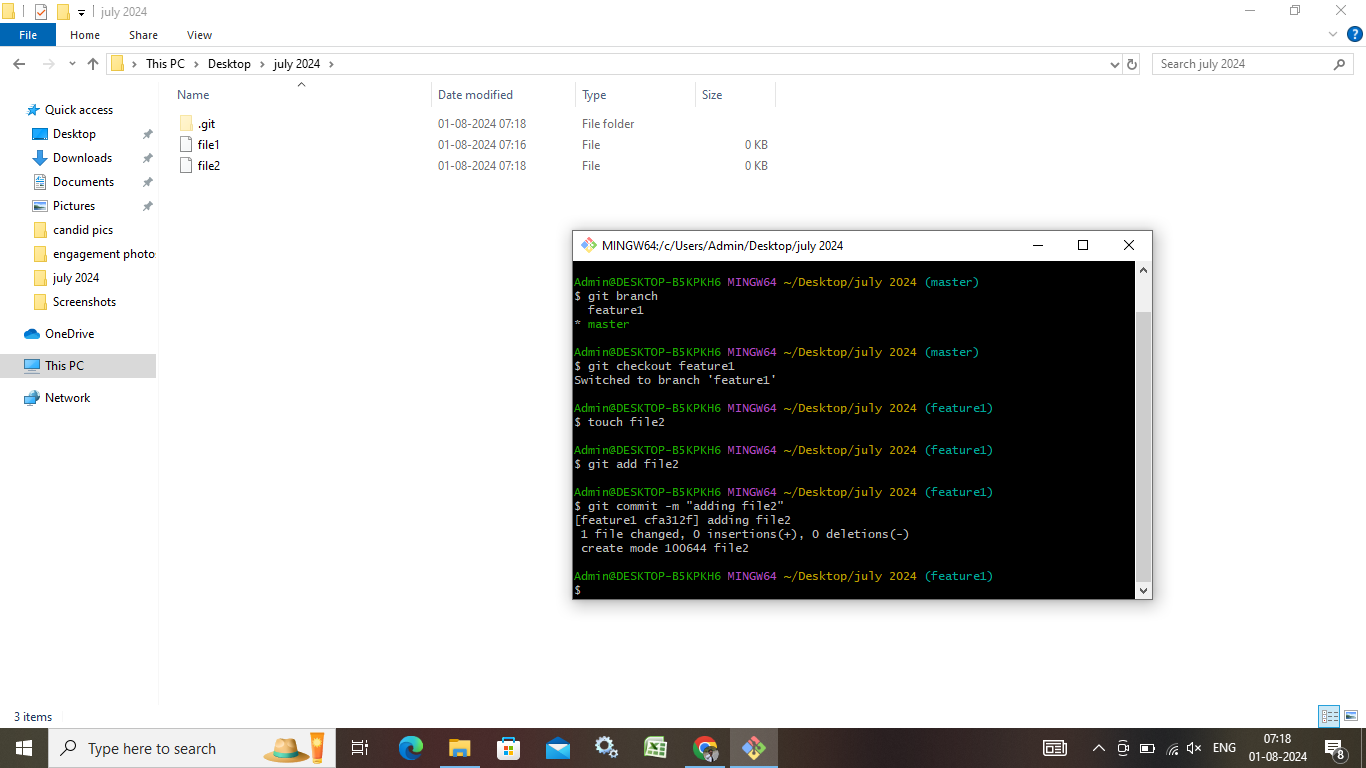 july 2024
File Home Share View
This PC > Desktop > july 2024 >
Search july 2024
Name Date modified Type Size
Quick access
Desktop
Downloads
Documents
Pictures
candid pics
engagement photo
july 2024
Screenshots
OneDrive
This PC
Network
.git 01-08-2024 07:18 File folder
file1 01-08-2024 07:16 File 0 KB
file2 01-08-2024 07:18 File 0 KB
MINGW64:/c/Users/Admin/Desktop/july 2024
Admin@DESKTOP-B5KPKH6 MINGW64 ~/Desktop/july 2024 (master)
$ git branch
feature1
* master
Admin@DESKTOP-B5KPKH6 MINGW64 ~/Desktop/july 2024 (master)
$ git checkout feature1
Switched to branch 'feature1'
Admin@DESKTOP-B5KPKH6 MINGW64 ~/Desktop/july 2024 (feature1)
$ touch file2
Admin@DESKTOP-B5KPKH6 MINGW64 ~/Desktop/july 2024 (feature1)
$ git add file2
Admin@DESKTOP-B5KPKH6 MINGW64 ~/Desktop/july 2024 (feature1)
$ git commit -m "adding file2"
[feature1 cfa312f] adding file2
1 file changed, 0 insertions(+), 0 deletions(-)
create mode 100644 file2
Admin@DESKTOP-B5KPKH6 MINGW64 ~/Desktop/july 2024 (feature1)
$
3 items
Type here to search
ENG
07:18
01-08-2024
8